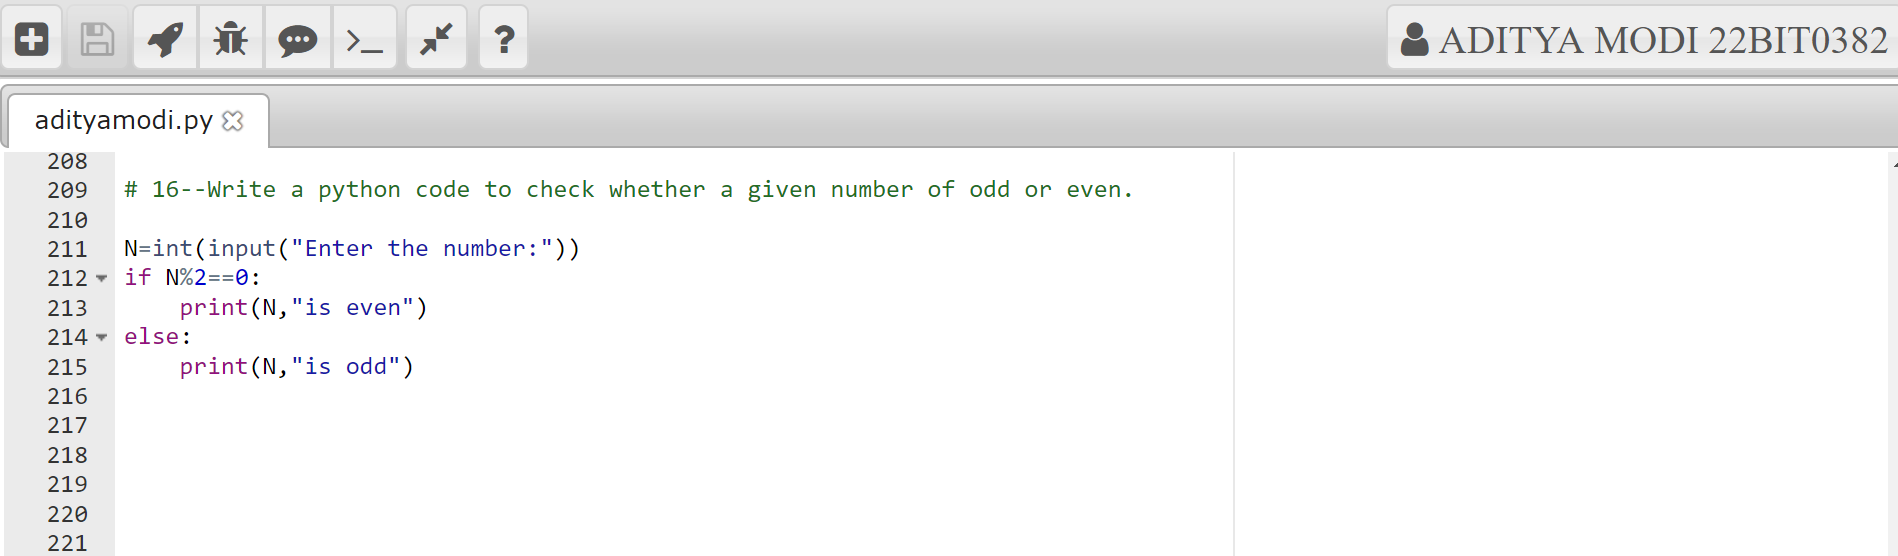 ADITYA MODI 22BIT0382
adityamodi.py
208
209 # 16--Write a python code to check whether a given number of odd or even.
210
211 N=int(input("Enter the number:"))
212 if N%2==0:
213     print(N,"is even")
214 else:
215     print(N,"is odd")
216
217
218
219
220
221